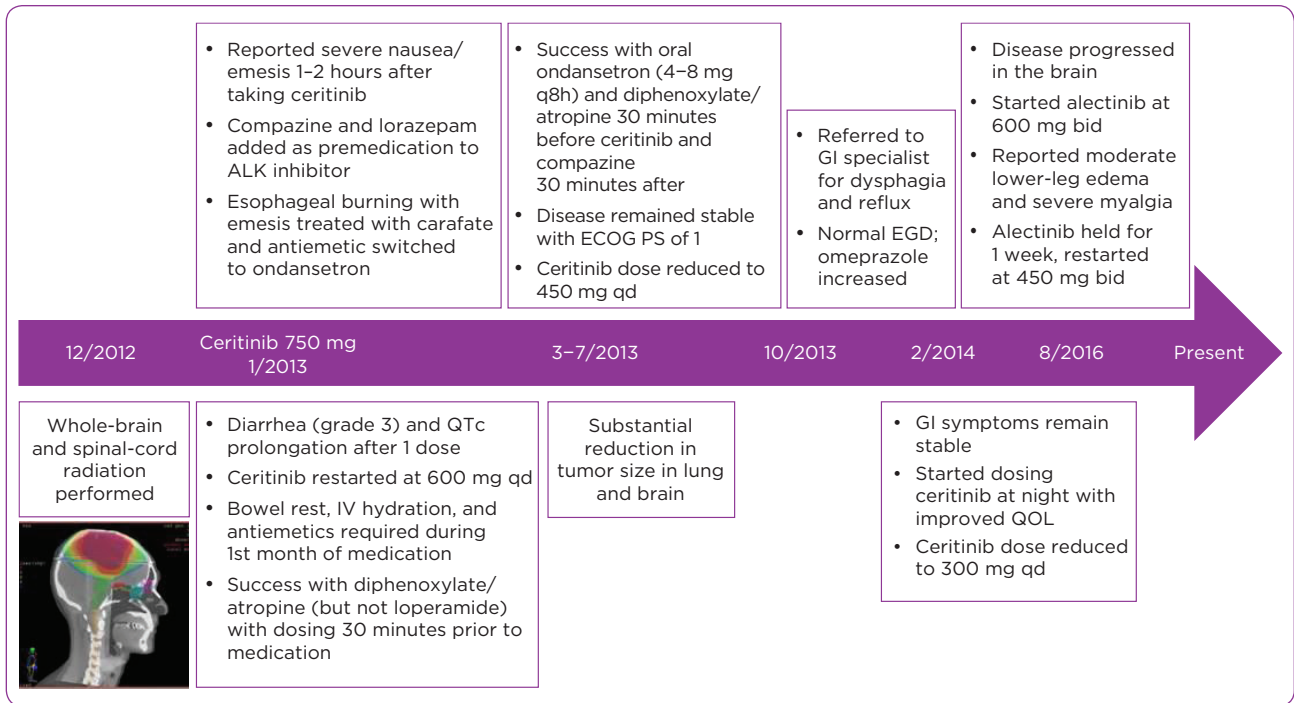 • Reported severe nausea/
emesis 1–2 hours after
taking ceritinib
• Compazine and lorazepam
added as premedication to
ALK inhibitor
• Esophageal burning with
emesis treated with carafate
and antiemetic switched
to ondansetron
• Success with oral
ondansetron (4–8 mg
q8h) and diphenoxylate/
atropine 30 minutes
before ceritinib and
compazine
30 minutes after
• Disease remained stable
with ECOG PS of 1
• Ceritinib dose reduced to
450 mg qd
• Referred to
GI specialist
for dysphagia
and reflux
• Normal EGD;
omeprazole
increased
• Disease progressed
in the brain
• Started alectinib at
600 mg bid
• Reported moderate
lower-leg edema
and severe myalgia
• Alectinib held for
1 week, restarted
at 450 mg bid
12/2012
Ceritinib 750 mg
1/2013
3–7/2013
10/2013
2/2014
8/2016
Present
Whole-brain
and spinal-cord
radiation
performed
• Diarrhea (grade 3) and QTc
prolongation after 1 dose
• Ceritinib restarted at 600 mg qd
• Bowel rest, IV hydration, and
antiemetics required during
1st month of medication
• Success with diphenoxylate/
atropine (but not loperamide)
with dosing 30 minutes prior to
medication
Substantial
reduction in
tumor size in lung
and brain
• GI symptoms remain
stable
• Started dosing
ceritinib at night with
improved QOL
• Ceritinib dose reduced
to 300 mg qd